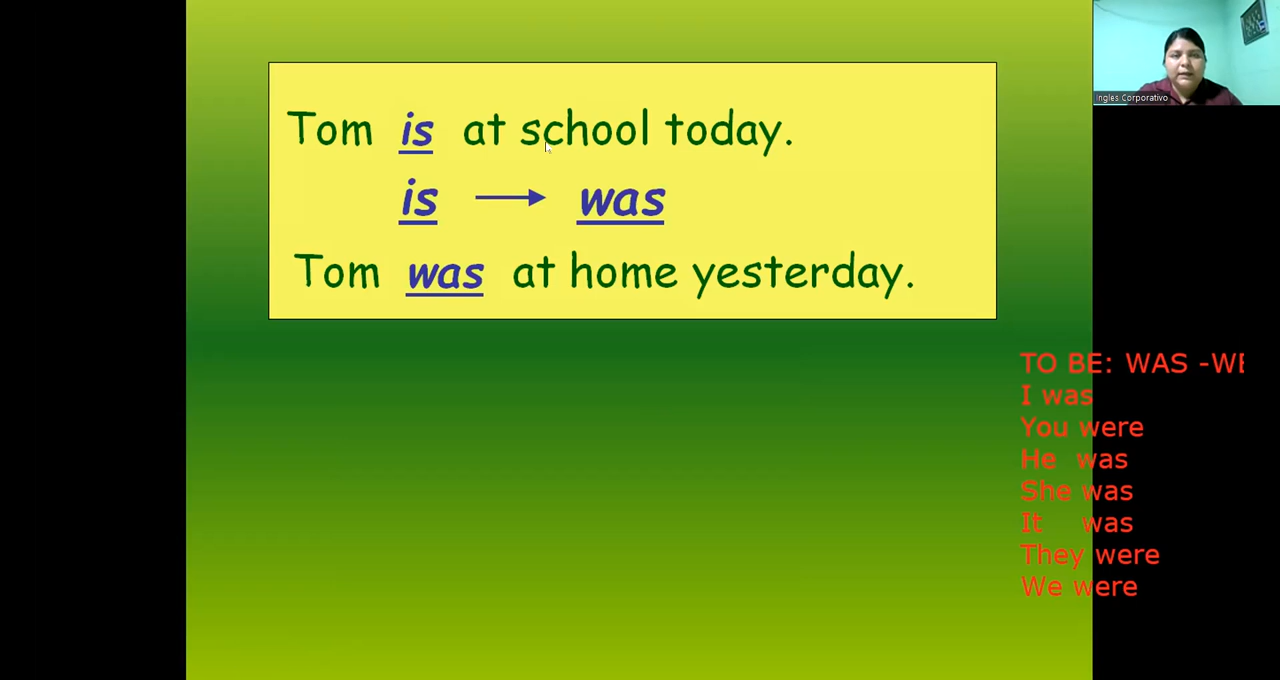 Tom is at school today.
is → was
Tom was at home yesterday.
Ingles Corporativo
TO BE: WAS -WE
I was
You were
He was
She was
It was
They were
We were